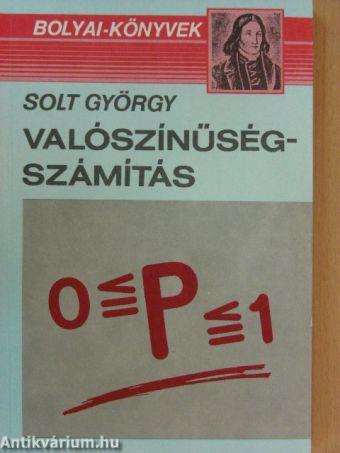 BOLYAI-KÖNYVEK
SOLT GYÖRGY
VALÓSZÍNŰSÉG-
SZÁMÍTÁS
0≤P≤1
Antikvárium.hu